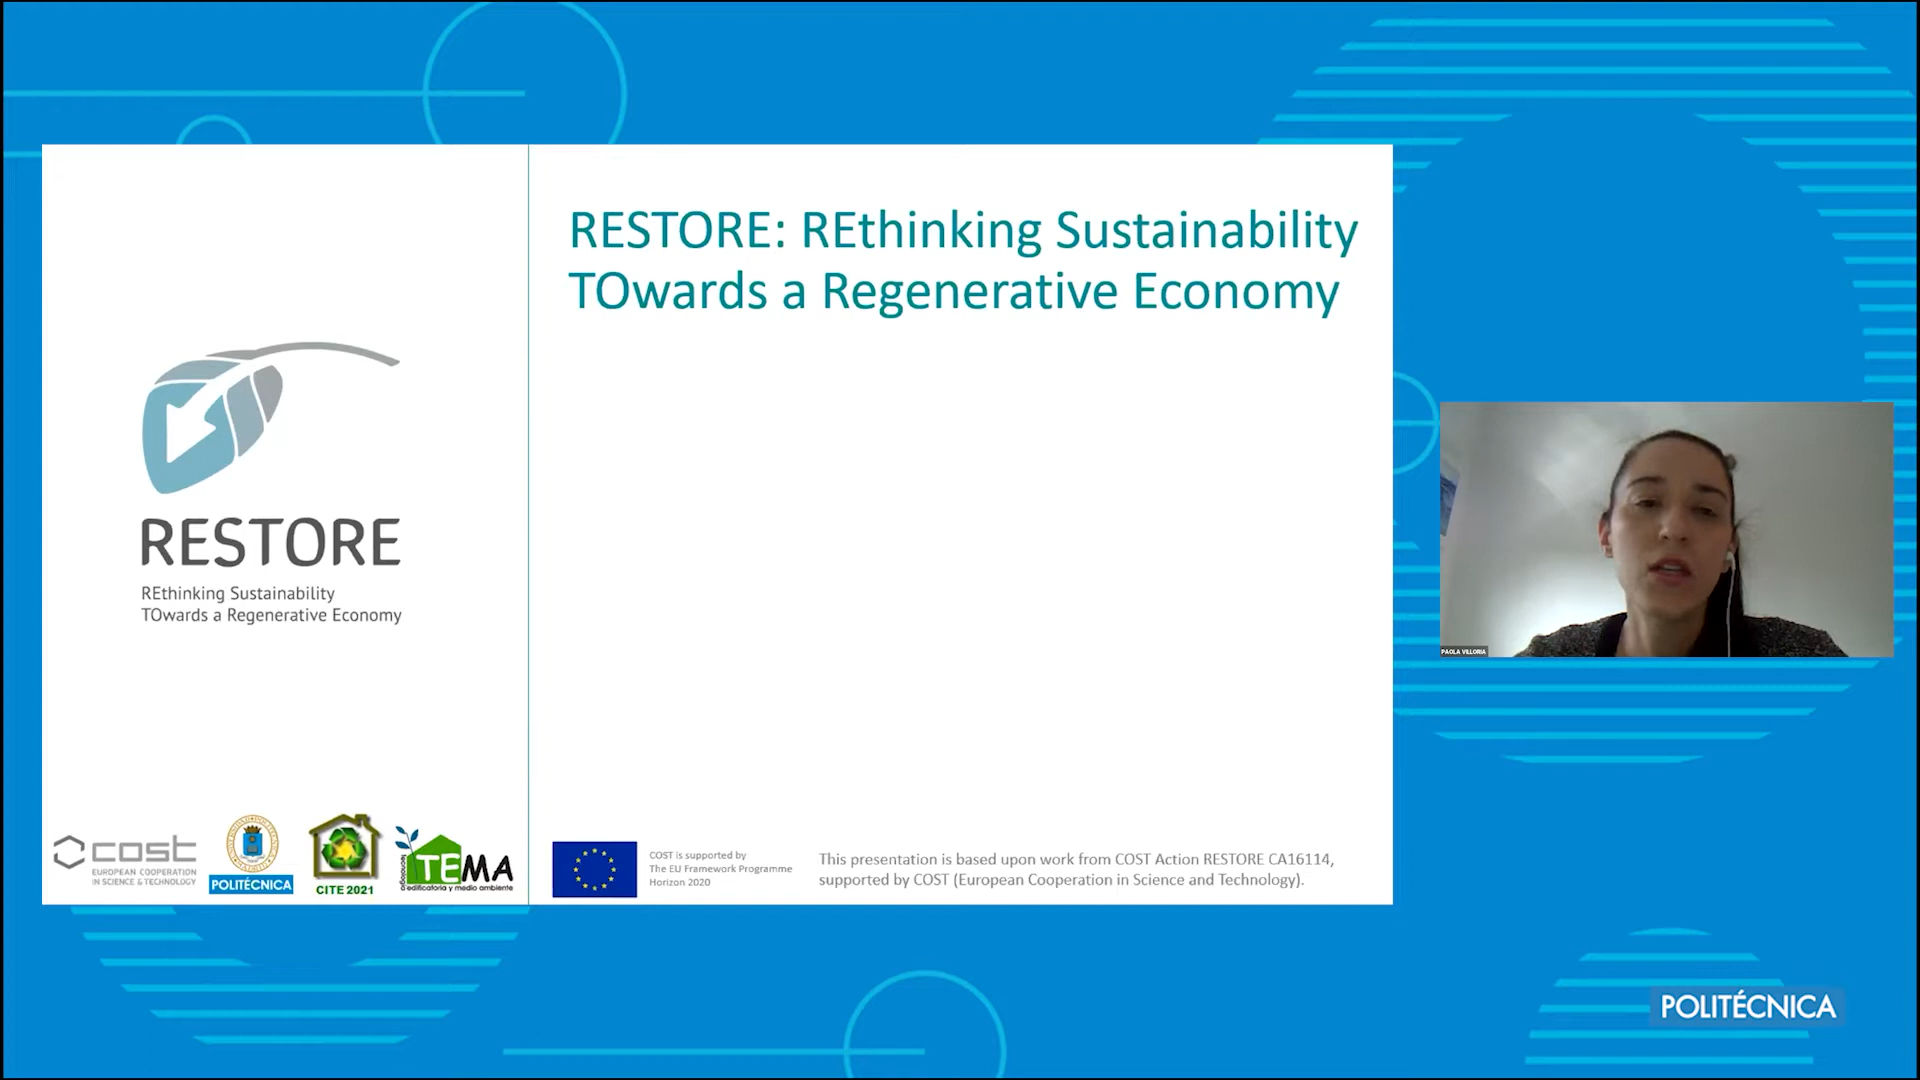 RESTORE: REthinking Sustainability
TOwards a Regenerative Economy
RESTORE
REthinking Sustainability
TOwards a Regenerative Economy
cost
EUROPEAN COOPERATION
IN SCIENCE & TECHNOLOGY
POLITÉCNICA
CITE 2021
TEMA
tecnología edificatoria y medio ambiente
COST is supported by
The EU Framework Programme
Horizon 2020
This presentation is based upon work from COST Action RESTORE CA16114,
supported by COST (European Cooperation in Science and Technology).
PAOLA VILLORIA
POLITÉCNICA